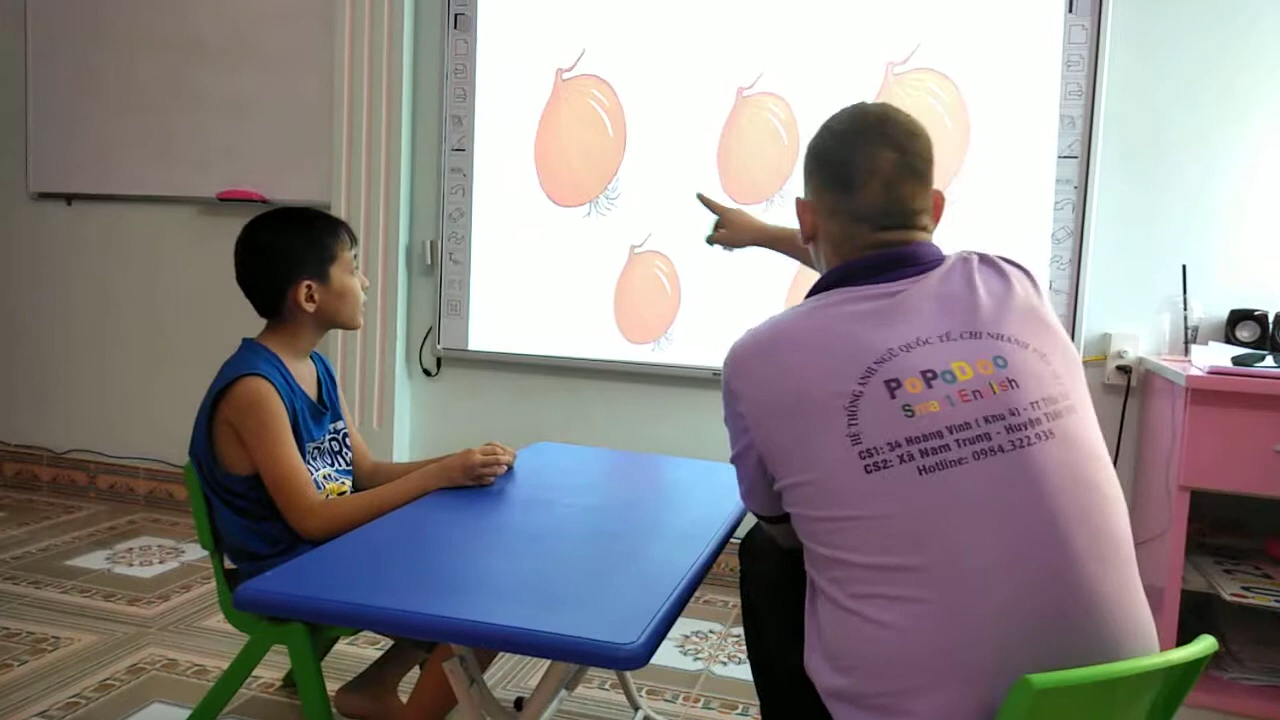 HỆ THỐNG ANH NGỮ QUỐC TẾ, CHI NHÁNH
POPODOO
Smart English
CS1: 34 Hoàng Vinh ( Khu 4) - TT
CS2: Xã Nam Trung - Huyện
Hotline: 0984.322.935